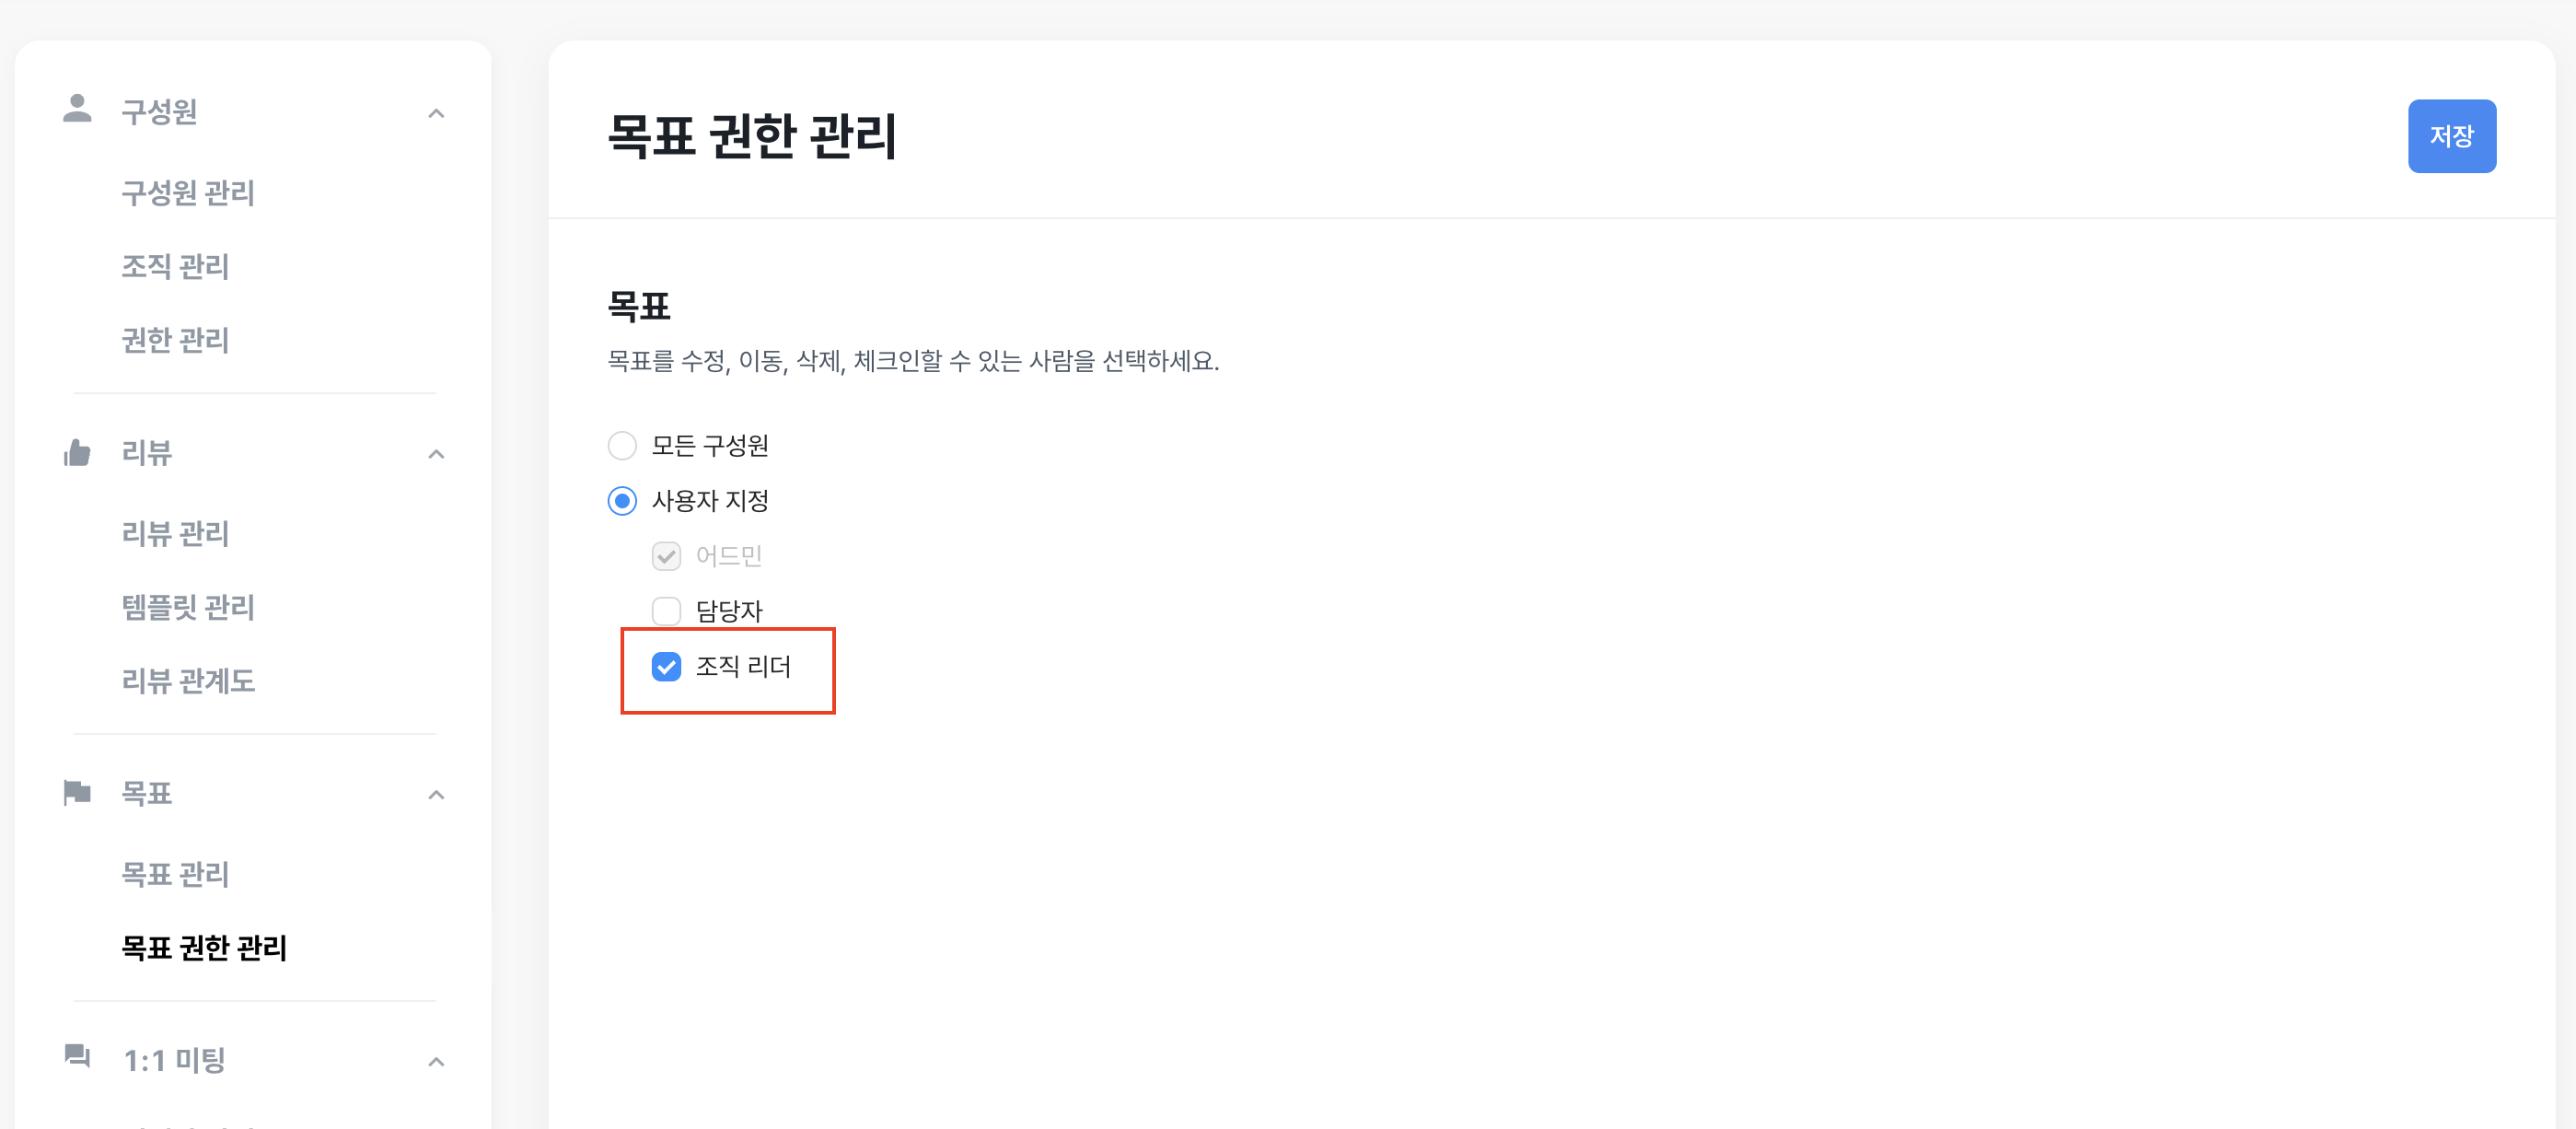 구성원
구성원 관리
조직 관리
권한 관리
리뷰
리뷰 관리
템플릿 관리
리뷰 관계도
목표
목표 관리
목표 권한 관리
1:1 미팅
목표 권한 관리
저장
목표
목표를 수정, 이동, 삭제, 체크인할 수 있는 사람을 선택하세요.
모든 구성원
사용자 지정
어드민
담당자
조직 리더